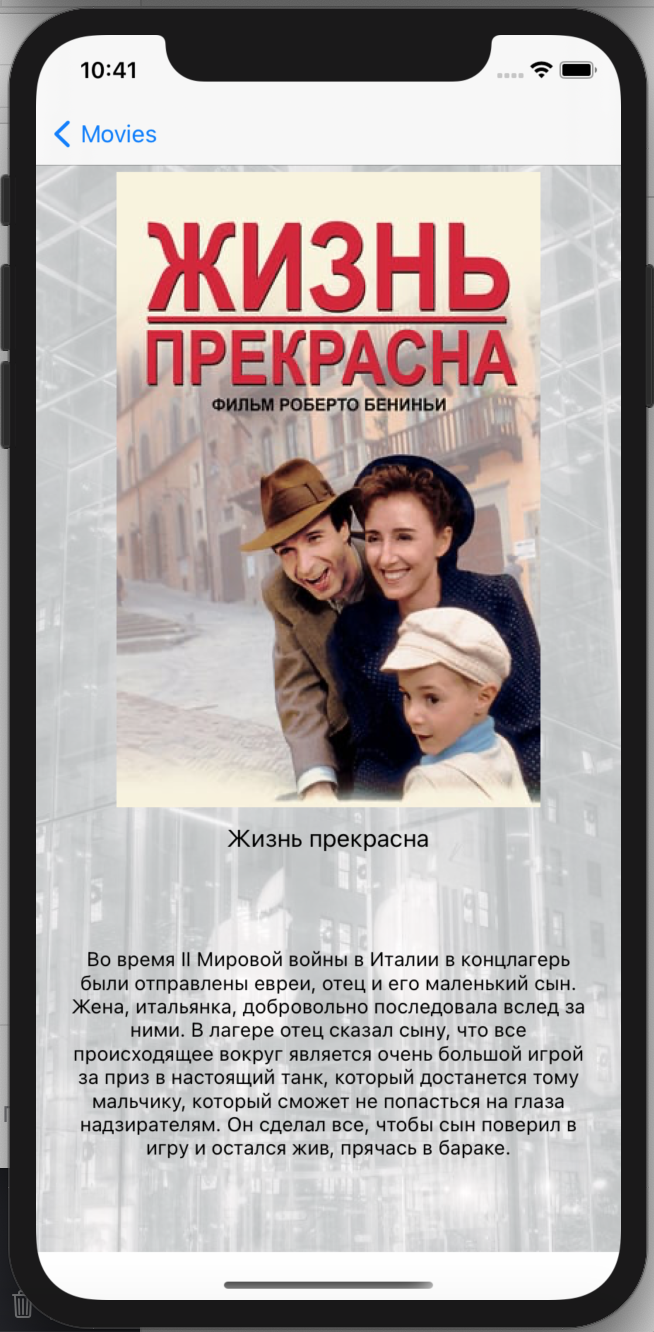 10:41
Movies
ЖИЗНЬ
ПРЕКРАСНА
ФИЛЬМ РОБЕРТО БЕНИНЬИ
Жизнь прекрасна
Во время II Мировой войны в Италии в концлагерь
были отправлены евреи, отец и его маленький сын.
Жена, итальянка, добровольно последовала вслед за
ними. В лагере отец сказал сыну, что все
происходящее вокруг является очень большой игрой
за приз в настоящий танк, который достанется тому
мальчику, который сможет не попасться на глаза
надзирателям. Он сделал все, чтобы сын поверил в
игру и остался жив, прячась в бараке.